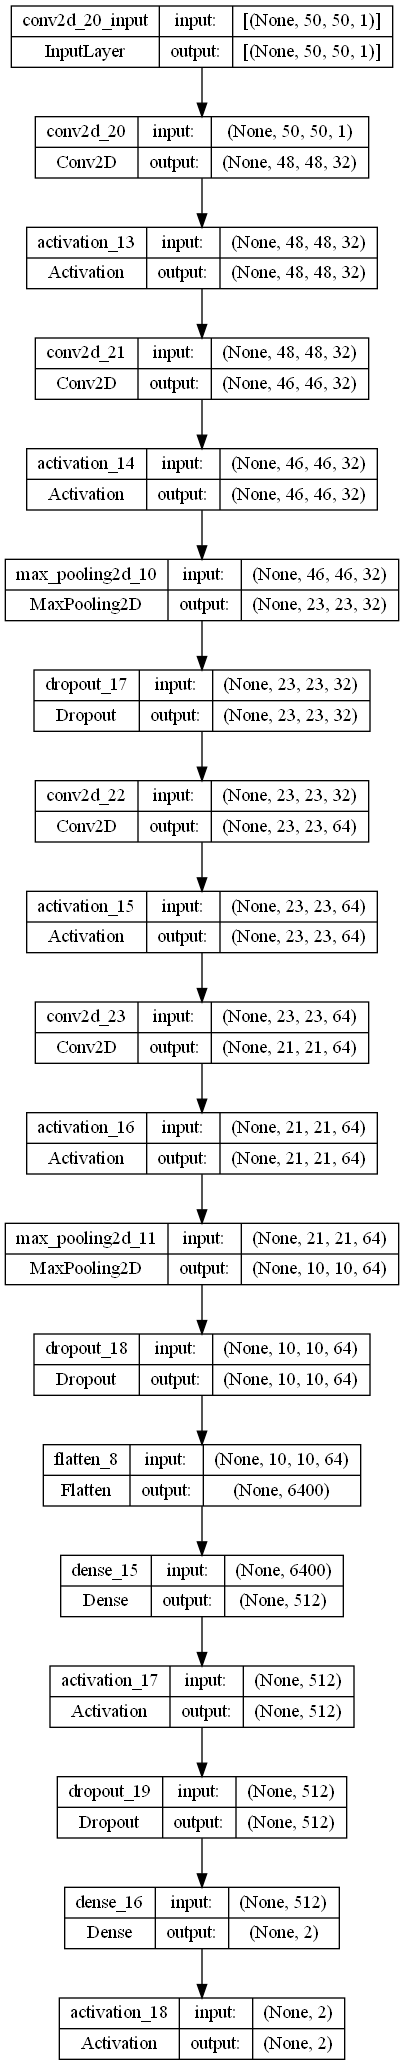 conv2d_20_input input: [(None, 50, 50, 1)]
InputLayer output: [(None, 50, 50, 1)]
conv2d_20 input: (None, 50, 50, 1)
Conv2D output: (None, 48, 48, 32)
activation_13 input: (None, 48, 48, 32)
Activation output: (None, 48, 48, 32)
conv2d_21 input: (None, 48, 48, 32)
Conv2D output: (None, 46, 46, 32)
activation_14 input: (None, 46, 46, 32)
Activation output: (None, 46, 46, 32)
max_pooling2d_10 input: (None, 46, 46, 32)
MaxPooling2D output: (None, 23, 23, 32)
dropout_17 input: (None, 23, 23, 32)
Dropout output: (None, 23, 23, 32)
conv2d_22 input: (None, 23, 23, 32)
Conv2D output: (None, 23, 23, 64)
activation_15 input: (None, 23, 23, 64)
Activation output: (None, 23, 23, 64)
conv2d_23 input: (None, 23, 23, 64)
Conv2D output: (None, 21, 21, 64)
activation_16 input: (None, 21, 21, 64)
Activation output: (None, 21, 21, 64)
max_pooling2d_11 input: (None, 21, 21, 64)
MaxPooling2D output: (None, 10, 10, 64)
dropout_18 input: (None, 10, 10, 64)
Dropout output: (None, 10, 10, 64)
flatten_8 input: (None, 10, 10, 64)
Flatten output: (None, 6400)
dense_15 input: (None, 6400)
Dense output: (None, 512)
activation_17 input: (None, 512)
Activation output: (None, 512)
dropout_19 input: (None, 512)
Dropout output: (None, 512)
dense_16 input: (None, 512)
Dense output: (None, 2)
activation_18 input: (None, 2)
Activation output: (None, 2)